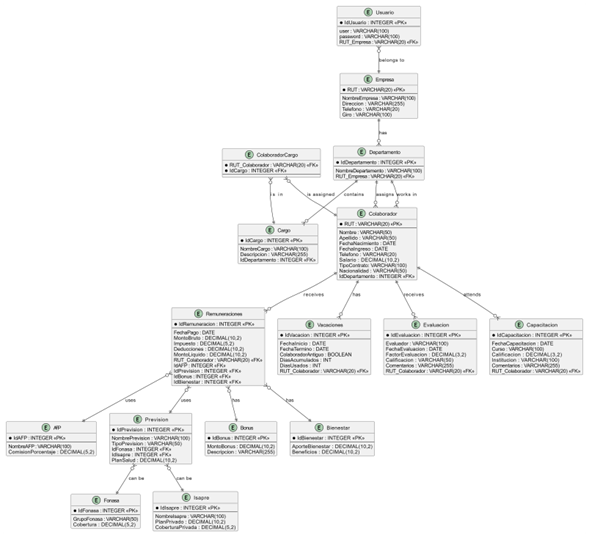 E Usuario
IdUsuario : INTEGER «PK»
user : VARCHAR(100)
password : VARCHAR(100)
RUT_Empresa : VARCHAR(20) «FK»
belongs to
E Empresa
RUT : VARCHAR(20) «PK»
NombreEmpresa : VARCHAR(100)
Direccion : VARCHAR(255)
Telefono : VARCHAR(20)
Giro : VARCHAR(100)
has
E ColaboradorCargo
RUT_Colaborador : VARCHAR(20) «FK»
IdCargo : INTEGER «FK»
E Departamento
IdDepartamento : INTEGER «PK»
NombreDepartamento : VARCHAR(100)
RUT_Empresa : VARCHAR(20) «FK»
is in
is assigned
contains
assigns
works in
E Cargo
IdCargo : INTEGER «PK»
NombreCargo : VARCHAR(100)
Descripcion : VARCHAR(255)
IdDepartamento : INTEGER «FK»
E Colaborador
RUT : VARCHAR(20) «PK»
Nombre : VARCHAR(50)
Apellido : VARCHAR(50)
FechaNacimiento : DATE
FechaIngreso : DATE
Telefono : VARCHAR(20)
Salario : DECIMAL(10,2)
TipoContrato : VARCHAR(100)
Nacionalidad : VARCHAR(50)
IdDepartamento : INTEGER «FK»
receives
has
receives
attends
E Remuneraciones
IdRemuneracion : INTEGER «PK»
FechaPago : DATE
MontoBruto : DECIMAL(10,2)
Impuesto : DECIMAL(5,2)
Deducciones : DECIMAL(10,2)
MontoLiquido : DECIMAL(10,2)
RUT_Colaborador : VARCHAR(20) «FK»
IdAFP : INTEGER «FK»
IdPrevision : INTEGER «FK»
IdBonus : INTEGER «FK»
IdBienestar : INTEGER «FK»
E Vacaciones
IdVacacion : INTEGER «PK»
FechaInicio : DATE
FechaTermino : DATE
ColaboradorAntiguo : BOOLEAN
DiasAcumulados : INT
DiasUsados : INT
RUT_Colaborador : VARCHAR(20) «FK»
E Evaluacion
IdEvaluacion : INTEGER «PK»
Evaluador : VARCHAR(100)
FechaEvaluacion : DATE
FactorEvaluacion : DECIMAL(3,2)
Calificacion : VARCHAR(50)
Comentarios : VARCHAR(255)
RUT_Colaborador : VARCHAR(20) «FK»
E Capacitacion
IdCapacitacion : INTEGER «PK»
FechaCapacitacion : DATE
Curso : VARCHAR(100)
Calificacion : DECIMAL(3,2)
Institucion : VARCHAR(100)
Comentarios : VARCHAR(255)
RUT_Colaborador : VARCHAR(20) «FK»
uses
uses
has
has
E AFP
IdAFP : INTEGER «PK»
NombreAFP : VARCHAR(100)
ComisionPorcentaje : DECIMAL(5,2)
E Prevision
IdPrevision : INTEGER «PK»
NombrePrevision : VARCHAR(100)
TipoPrevision : VARCHAR(50)
IdFonasa : INTEGER «FK»
IdIsapre : INTEGER «FK»
PlanSalud : DECIMAL(10,2)
E Bonus
IdBonus : INTEGER «PK»
MontoBonus : DECIMAL(10,2)
Descripcion : VARCHAR(255)
E Bienestar
IdBienestar : INTEGER «PK»
AporteBienestar : DECIMAL(10,2)
Beneficios : DECIMAL(10,2)
can be
can be
E Fonasa
IdFonasa : INTEGER «PK»
GrupoFonasa : VARCHAR(50)
Cobertura : DECIMAL(5,2)
E Isapre
IdIsapre : INTEGER «PK»
NombreIsapre : VARCHAR(100)
PlanPrivado : DECIMAL(10,2)
CoberturaPrivada : DECIMAL(5,2)